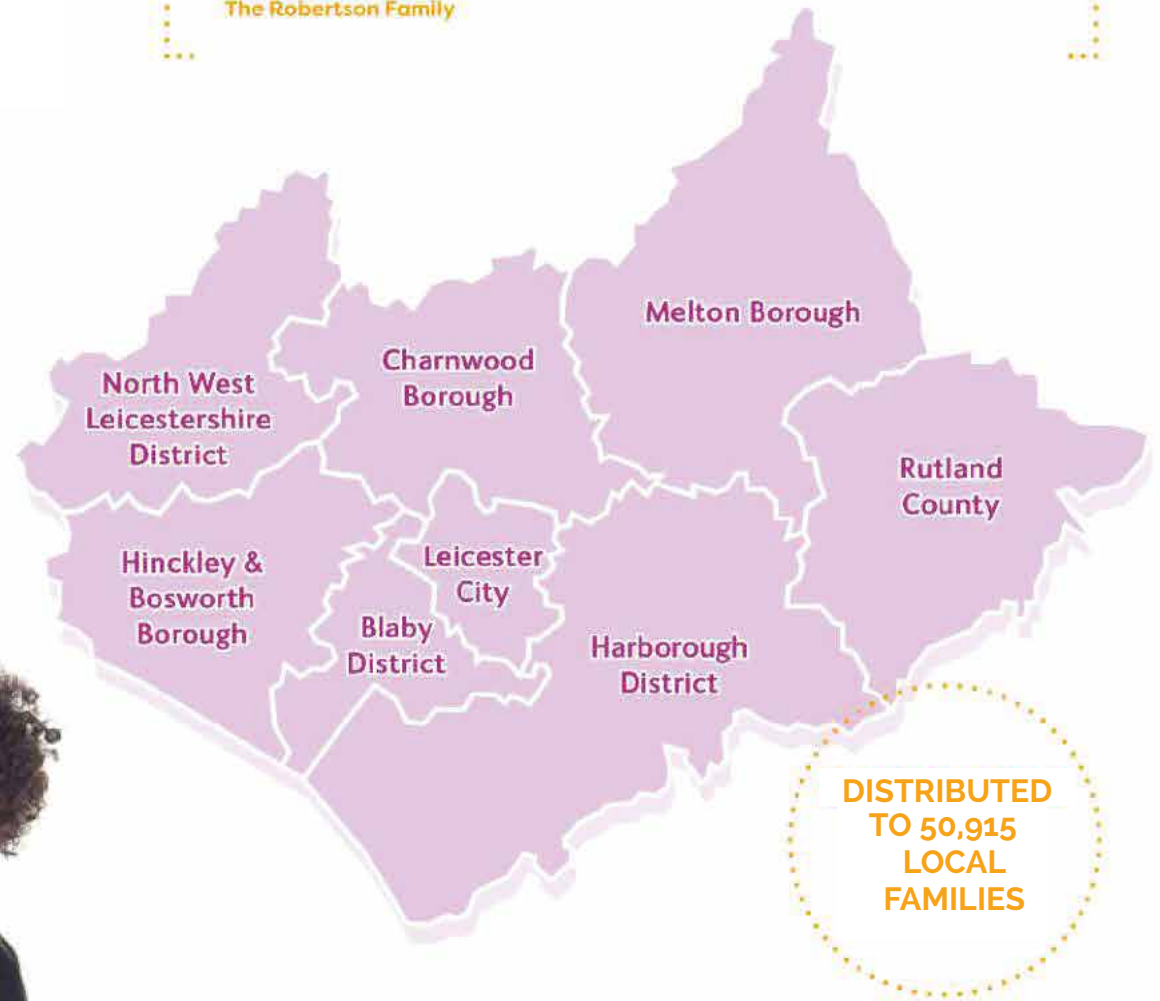 The Robertson Family
Melton Borough
Charnwood
Borough
North West
Leicestershire
District
Rutland
County
Hinckley &
Bosworth
Borough
Leicester
City
Blaby
District
Harborough
District
DISTRIBUTED
TO 50,915
LOCAL
FAMILIES